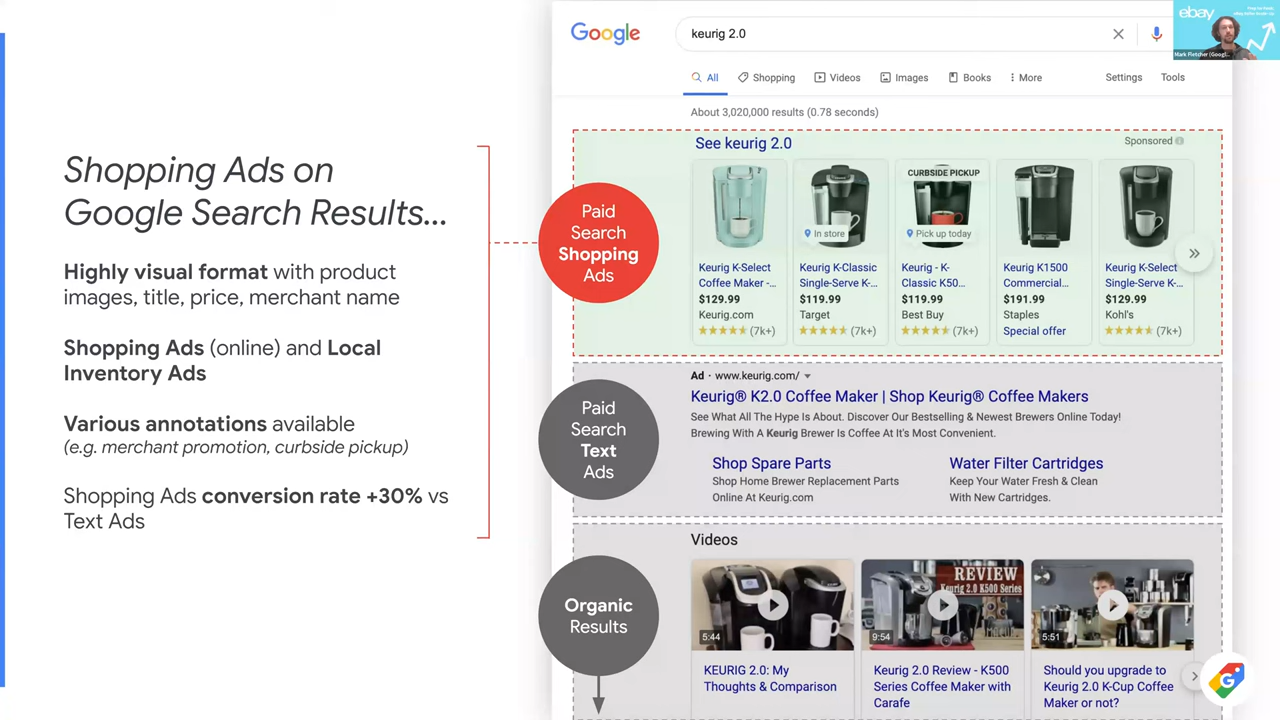 Shopping Ads on
Google Search Results...
Highly visual format with product
images, title, price, merchant name
Shopping Ads (online) and Local
Inventory Ads
Various annotations available
(e.g. merchant promotion, curbside pickup)
Shopping Ads conversion rate +30% vs
Text Ads
Paid
Search
Shopping
Ads
Paid
Search
Text
Ads
Organic
Results
Google
keurig 2.0
All
Shopping
Videos
Images
Books
More
Settings
Tools
About 3,020,000 results (0.78 seconds)
See keurig 2.0
Sponsored
In store
CURBSIDE PICKUP
Pick up today
Keurig K-Select
Coffee Maker -...
$129.99
Keurig.com
(7k+)
Keurig K-Classic
Single-Serve K-...
$119.99
Target
(7k+)
Keurig - K-
Classic K50...
$119.99
Best Buy
(7k+)
Keurig K1500
Commercial...
$191.99
Staples
Special offer
Keurig K-Select
Single-Serve K-...
$129.99
Kohl's
(7k+)
Ad · www.keurig.com/
Keurig® K2.0 Coffee Maker | Shop Keurig® Coffee Makers
See What All The Hype Is About. Discover Our Bestselling & Newest Brewers Online Today!
Brewing With A Keurig Brewer Is Coffee At It's Most Convenient.
Shop Spare Parts
Shop Home Brewer Replacement Parts
Online At Keurig.com
Water Filter Cartridges
Keep Your Water Fresh & Clean
With New Cartridges.
Videos
5:44
REVIEW
Keurig 2.0 K500 Series
9:54
5:51
KEURIG 2.0: My
Thoughts & Comparison
Keurig 2.0 Review - K500
Series Coffee Maker with
Carafe
Should you upgrade to
Keurig 2.0 K-Cup Coffee
Maker or not?
G
ebay
Mark Fletcher (Googl...